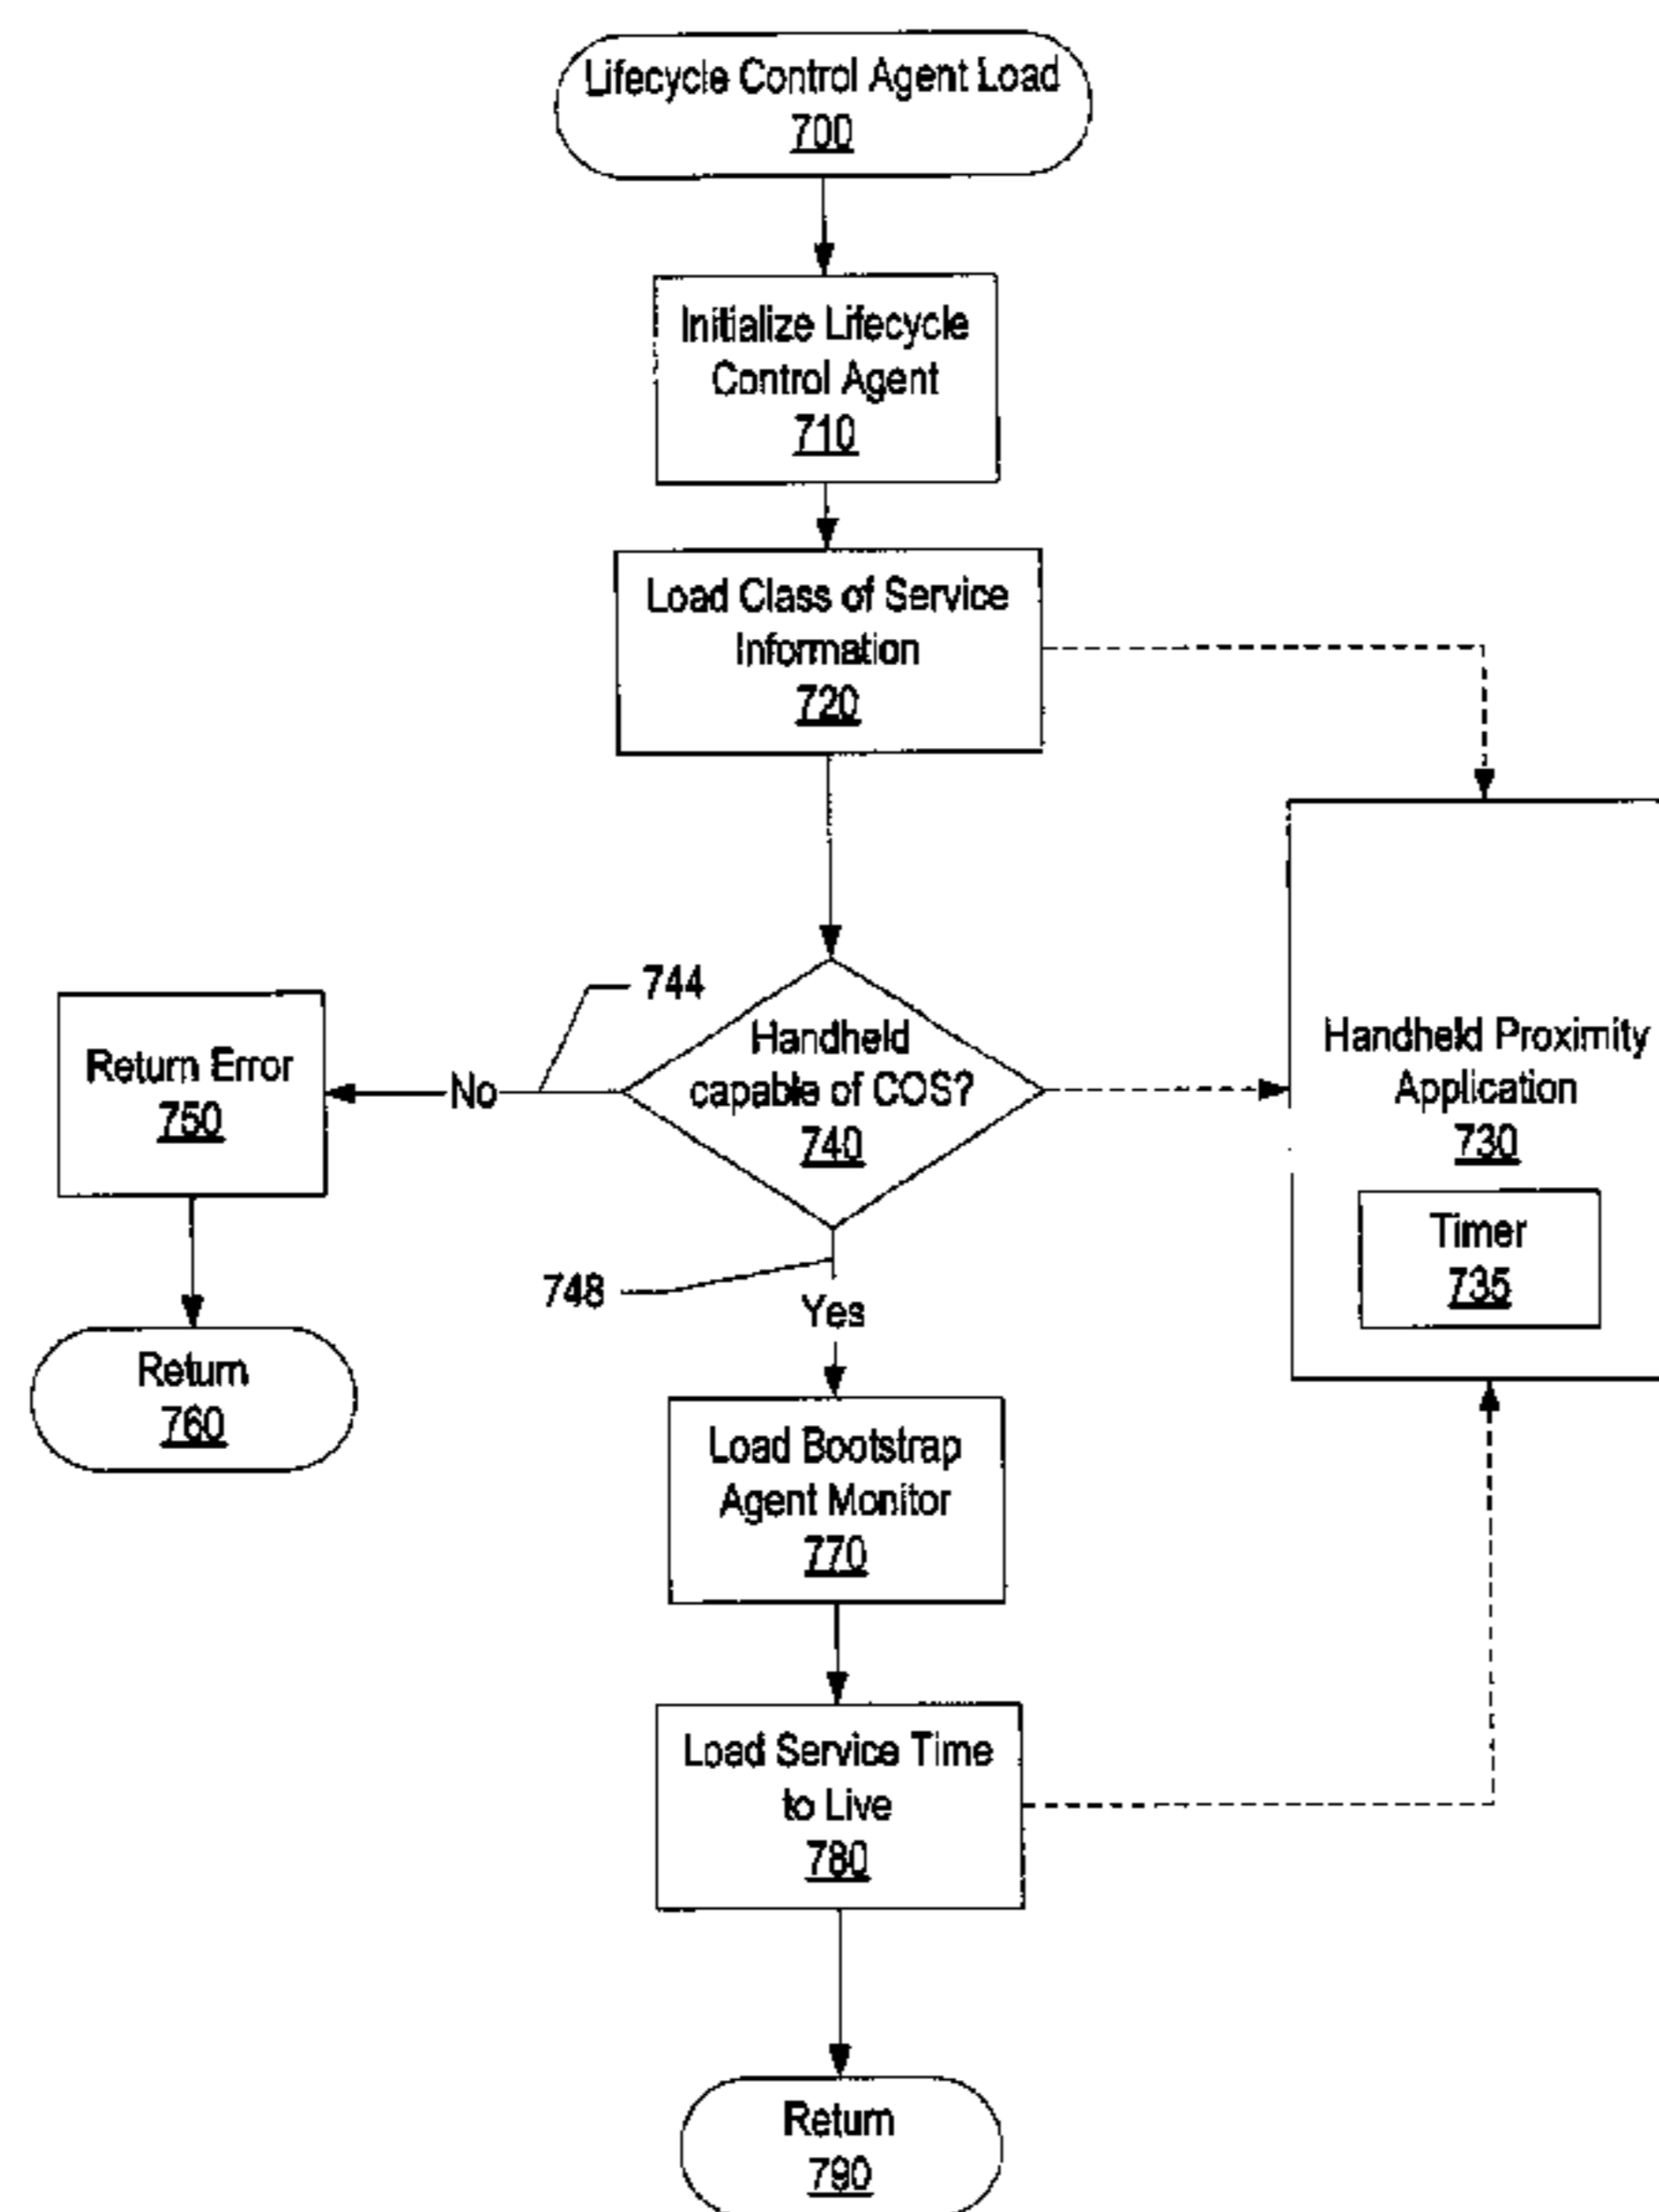 Lifecycle Control Agent Load
700
Initialize Lifecycle
Control Agent
710
Load Class of Service
Information
720
744
Handheld
capable of COS?
740
No
Return Error
750
Handheld Proximity
Application
730
Timer
735
748
Yes
Return
760
Load Bootstrap
Agent Monitor
770
Load Service Time
to Live
780
Return
790